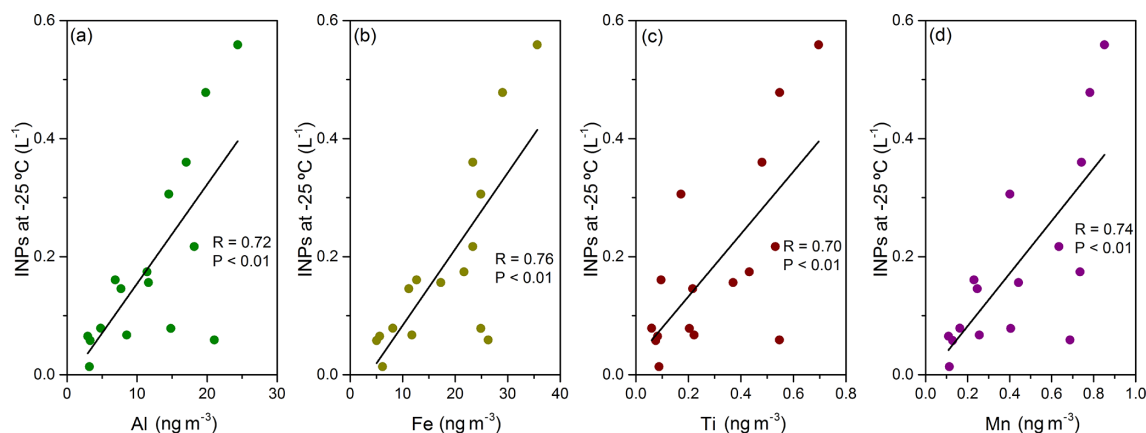 (a)
INPs at -25 ºC (L⁻¹)
0.6
0.4
0.2
0.0
R = 0.72
P < 0.01
0
10
20
30
Al (ng m⁻³)
(b)
INPs at -25 ºC (L⁻¹)
0.6
0.4
0.2
0.0
R = 0.76
P < 0.01
0
10
20
30
40
Fe (ng m⁻³)
(c)
INPs at -25 ºC (L⁻¹)
0.6
0.4
0.2
0.0
R = 0.70
P < 0.01
0.0
0.2
0.4
0.6
0.8
Ti (ng m⁻³)
(d)
INPs at -25 ºC (L⁻¹)
0.6
0.4
0.2
0.0
R = 0.74
P < 0.01
0.0
0.2
0.4
0.6
0.8
1.0
Mn (ng m⁻³)